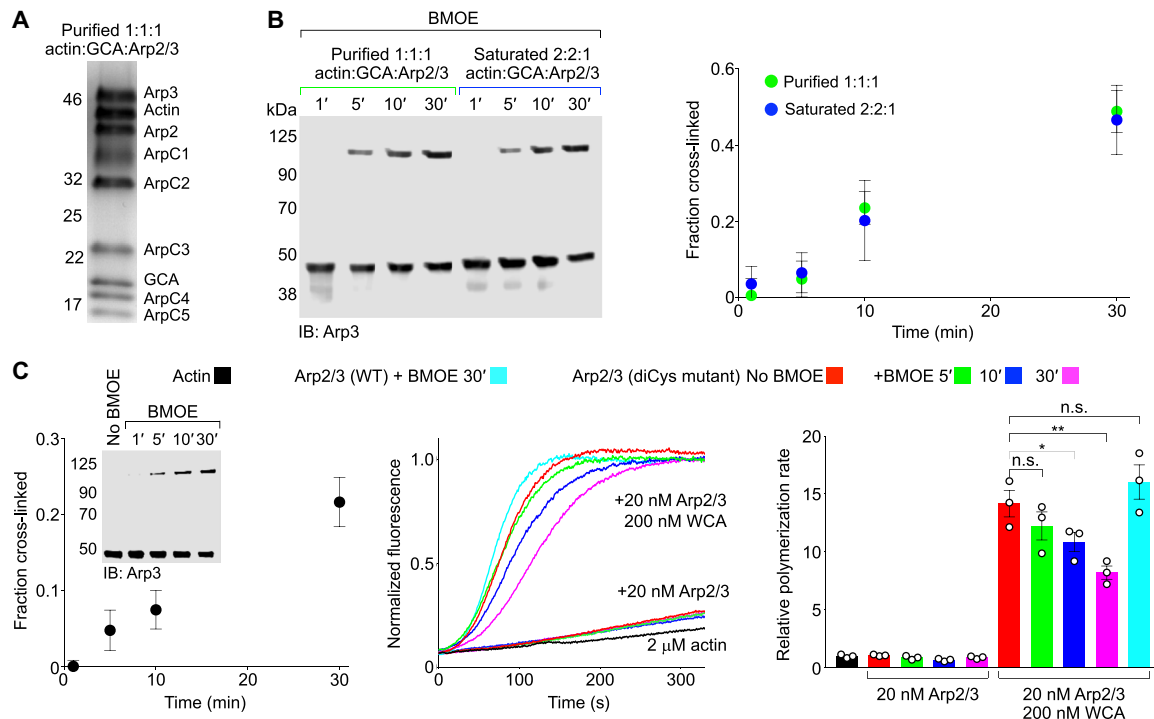 A
Purified 1:1:1
actin:GCA:Arp2/3
46
32
25
22
17
Arp3
Actin
Arp2
ArpC1
ArpC2
ArpC3
GCA
ArpC4
ArpC5
B
BMOE
Purified 1:1:1
actin:GCA:Arp2/3
Saturated 2:2:1
actin:GCA:Arp2/3
kDa
1′ 5′ 10′ 30′ 1′ 5′ 10′ 30′
125
90
70
50
38
IB: Arp3
Fraction cross-linked
0.6
0.4
0.2
0
Purified 1:1:1
Saturated 2:2:1
0 10 20 30
Time (min)
C
Actin
Arp2/3 (WTLINE) + BMOE 30′
Arp2/3 (diCys mutant) No BMOE
+BMOE 5′
10′
30′
Fraction cross-linked
0.3
0.2
0.1
0
No BMOE
BMOE
1′ 5′ 10′ 30′
125
90
70
50
IB: Arp3
0 10 20 30
Time (min)
Normalized fluorescence
1.0
0.5
0
+20 nM Arp2/3
200 nM WCA
+20 nM Arp2/3
2 μM actin
0 100 200 300
Time (s)
Relative polymerization rate
20
15
10
5
0
n.s.
**
*
n.s.
20 nM Arp2/3
20 nM Arp2/3
200 nM WCA